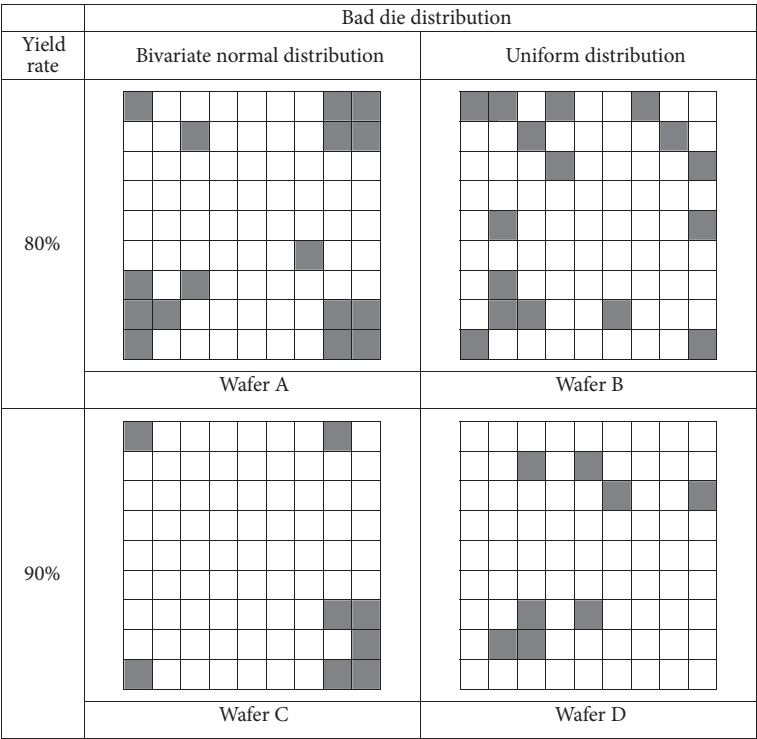 Bad die distribution
Yield
rate
Bivariate normal distribution
Uniform distribution
80%
Wafer A
Wafer B
90%
Wafer C
Wafer D